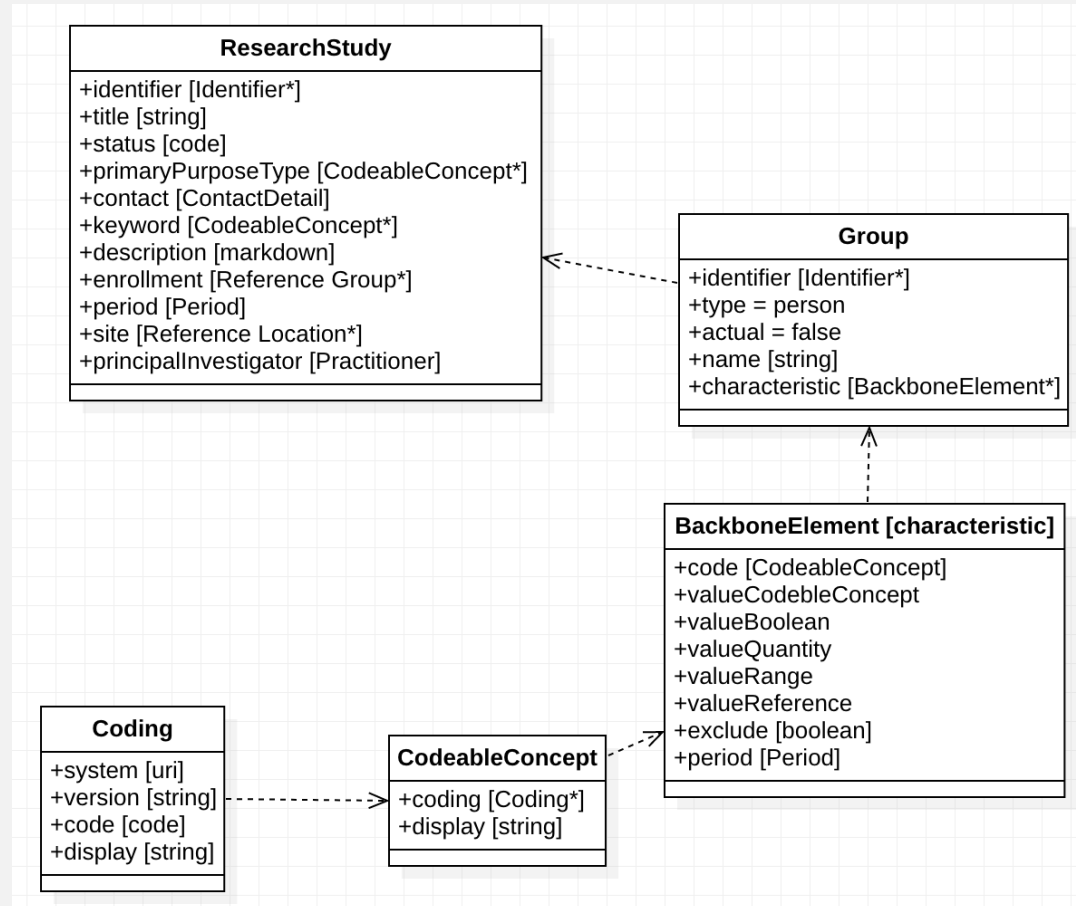 ResearchStudy
+identifier [Identifier*]
+title [string]
+status [code]
+primaryPurposeType [CodeableConcept*]
+contact [ContactDetail]
+keyword [CodeableConcept*]
+description [markdown]
+enrollment [Reference Group*]
+period [Period]
+site [Reference Location*]
+principalInvestigator [Practitioner]
Group
+identifier [Identifier*]
+type = person
+actual = false
+name [string]
+characteristic [BackboneElement*]
BackboneElement [characteristic]
+code [CodeableConcept]
+valueCodebleConcept
+valueBoolean
+valueQuantity
+valueRange
+valueReference
+exclude [boolean]
+period [Period]
Coding
+system [uri]
+version [string]
+code [code]
+display [string]
CodeableConcept
+coding [Coding*]
+display [string]